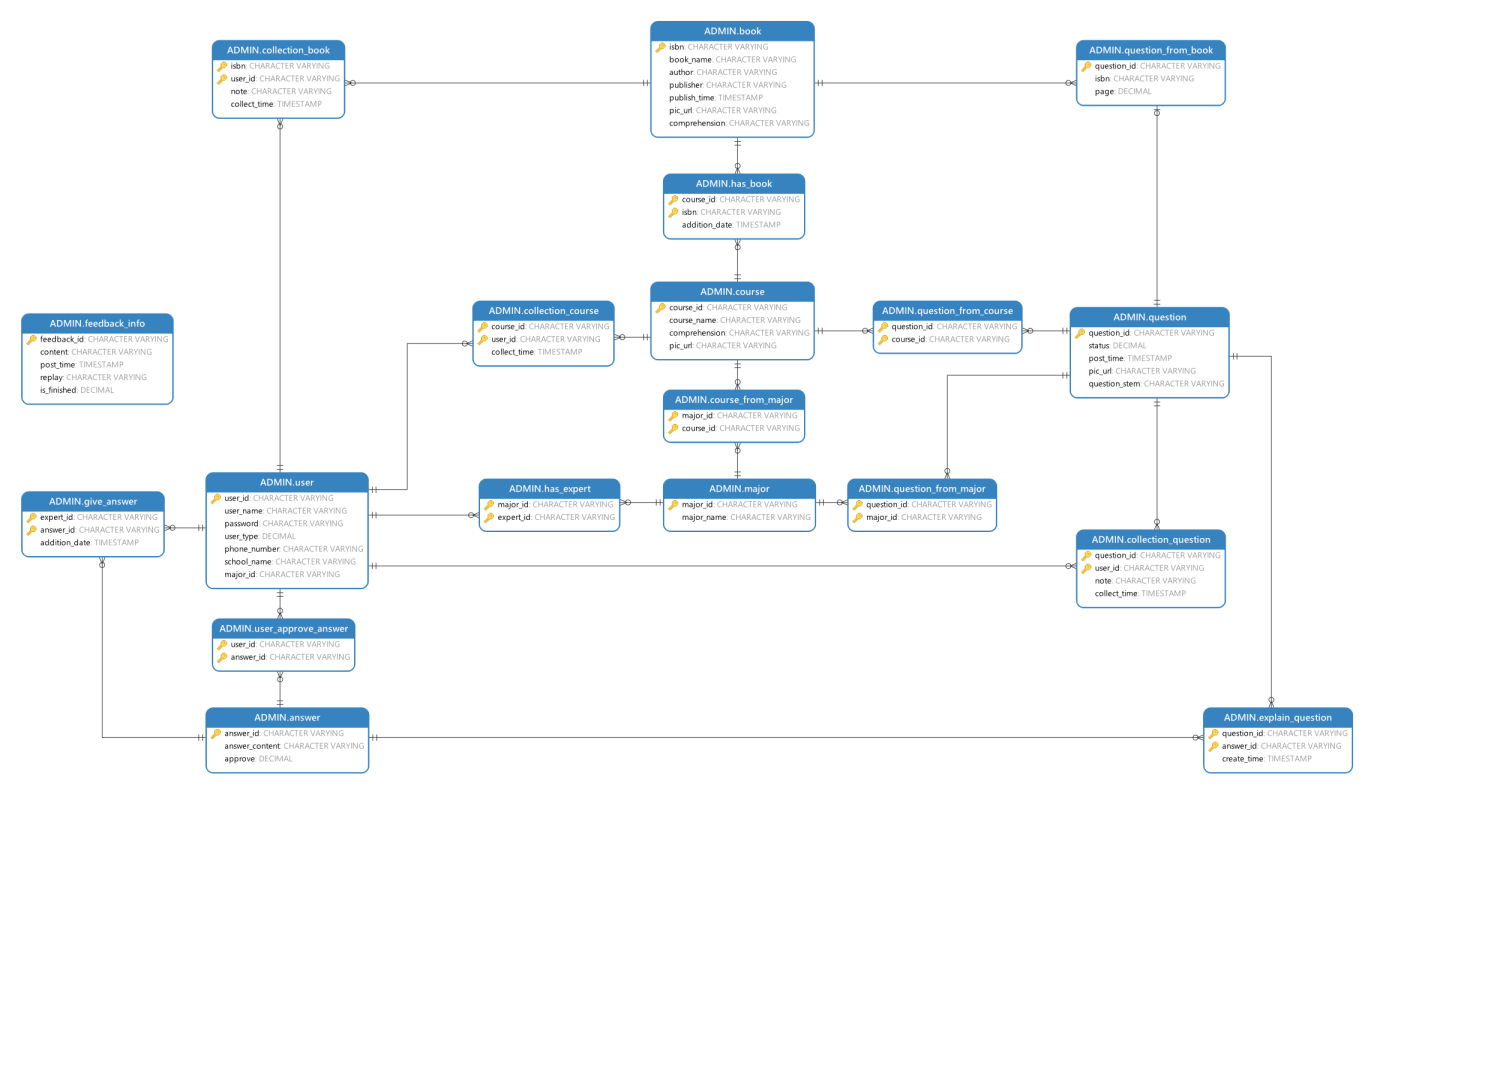 ADMIN.book
isbn: CHARACTER VARYING
book_name: CHARACTER VARYING
author: CHARACTER VARYING
publisher: CHARACTER VARYING
publish_time: TIMESTAMP
pic_url: CHARACTER VARYING
comprehension: CHARACTER VARYING
ADMIN.collection_book
isbn: CHARACTER VARYING
user_id: CHARACTER VARYING
note: CHARACTER VARYING
collect_time: TIMESTAMP
ADMIN.question_from_book
question_id: CHARACTER VARYING
isbn: CHARACTER VARYING
page: DECIMAL
ADMIN.has_book
course_id: CHARACTER VARYING
isbn: CHARACTER VARYING
addition_date: TIMESTAMP
ADMIN.feedback_info
feedback_id: CHARACTER VARYING
content: CHARACTER VARYING
post_time: TIMESTAMP
replay: CHARACTER VARYING
is_finished: DECIMAL
ADMIN.collection_course
course_id: CHARACTER VARYING
user_id: CHARACTER VARYING
collect_time: TIMESTAMP
ADMIN.course
course_id: CHARACTER VARYING
course_name: CHARACTER VARYING
comprehension: CHARACTER VARYING
pic_url: CHARACTER VARYING
ADMIN.question_from_course
question_id: CHARACTER VARYING
course_id: CHARACTER VARYING
ADMIN.question
question_id: CHARACTER VARYING
status: DECIMAL
post_time: TIMESTAMP
pic_url: CHARACTER VARYING
question_stem: CHARACTER VARYING
ADMIN.course_from_major
major_id: CHARACTER VARYING
course_id: CHARACTER VARYING
ADMIN.give_answer
expert_id: CHARACTER VARYING
answer_id: CHARACTER VARYING
addition_date: TIMESTAMP
ADMIN.user
user_id: CHARACTER VARYING
user_name: CHARACTER VARYING
password: CHARACTER VARYING
user_type: DECIMAL
phone_number: CHARACTER VARYING
school_name: CHARACTER VARYING
major_id: CHARACTER VARYING
ADMIN.has_expert
major_id: CHARACTER VARYING
expert_id: CHARACTER VARYING
ADMIN.major
major_id: CHARACTER VARYING
major_name: CHARACTER VARYING
ADMIN.question_from_major
question_id: CHARACTER VARYING
major_id: CHARACTER VARYING
ADMIN.collection_question
question_id: CHARACTER VARYING
user_id: CHARACTER VARYING
note: CHARACTER VARYING
collect_time: TIMESTAMP
ADMIN.user_approve_answer
user_id: CHARACTER VARYING
answer_id: CHARACTER VARYING
ADMIN.answer
answer_id: CHARACTER VARYING
answer_content: CHARACTER VARYING
approve: DECIMAL
ADMIN.explain_question
question_id: CHARACTER VARYING
answer_id: CHARACTER VARYING
create_time: TIMESTAMP